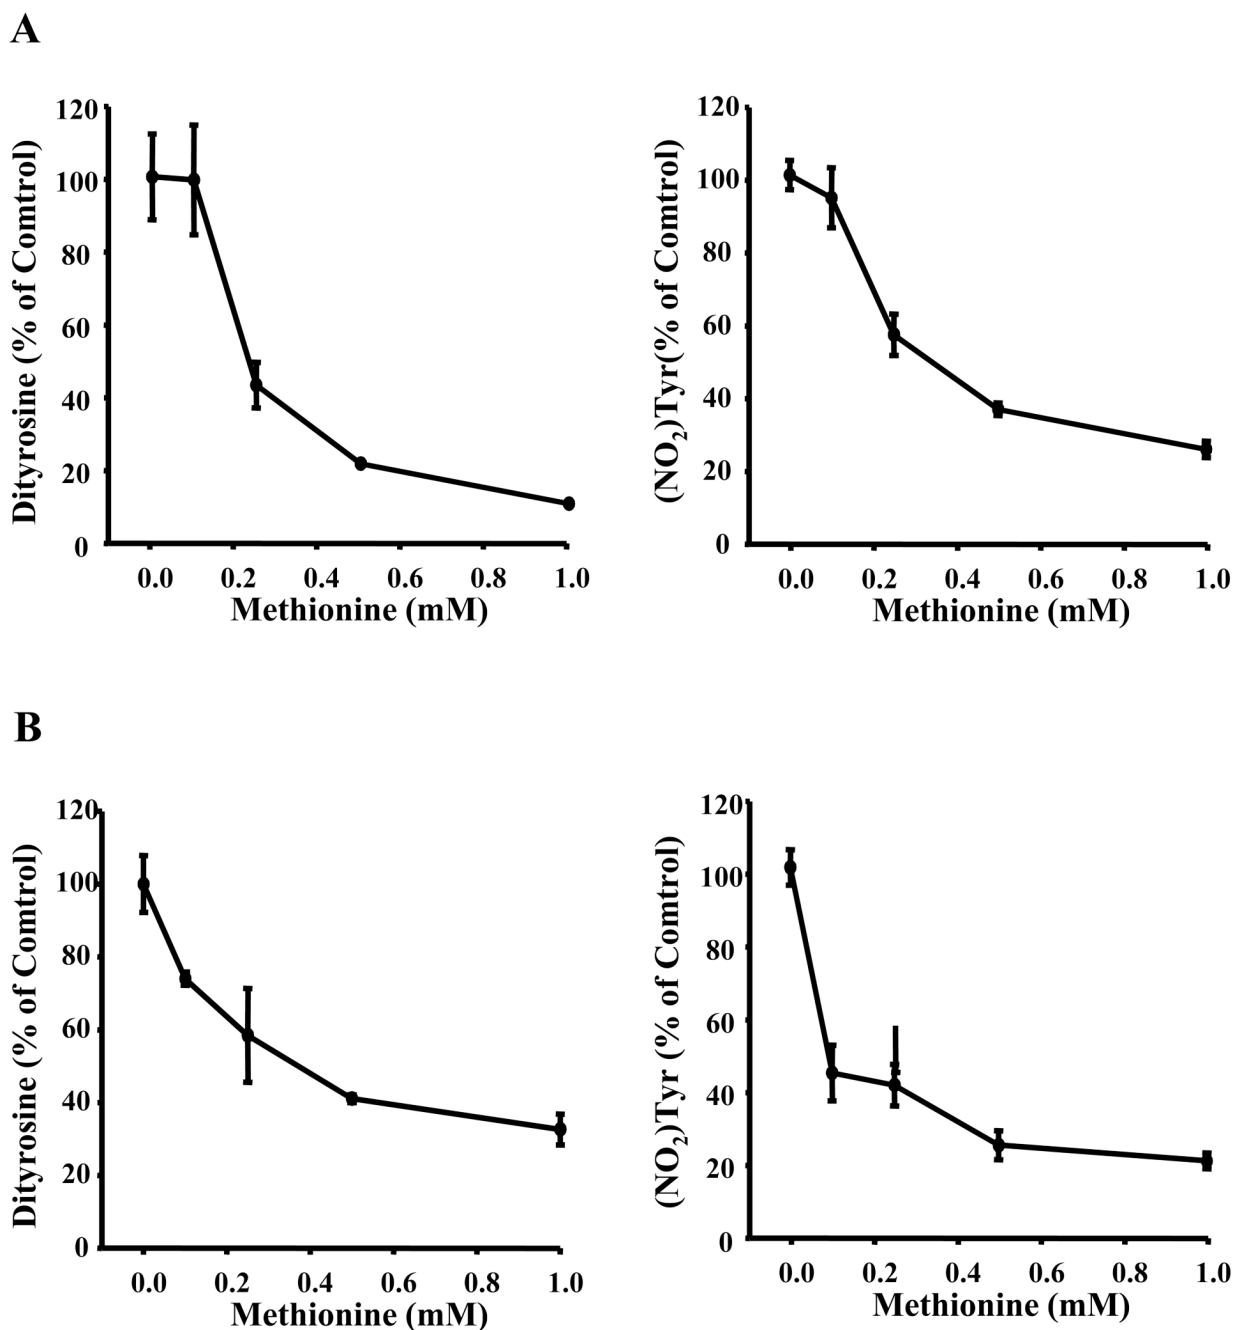 A
Dityrosine (% of Comtrol)
120
100
80
60
40
20
0
0.0 0.2 0.4 0.6 0.8 1.0
Methionine (mM)
(NO₂)Tyr(% of Comtrol)
120
100
80
60
40
20
0
0.0 0.2 0.4 0.6 0.8 1.0
Methionine (mM)
B
Dityrosine (% of Comtrol)
120
100
80
60
40
20
0
0.0 0.2 0.4 0.6 0.8 1.0
Methionine (mM)
(NO₂)Tyr (% of Comtrol)
120
100
80
60
40
20
0
0.0 0.2 0.4 0.6 0.8 1.0
Methionine (mM)